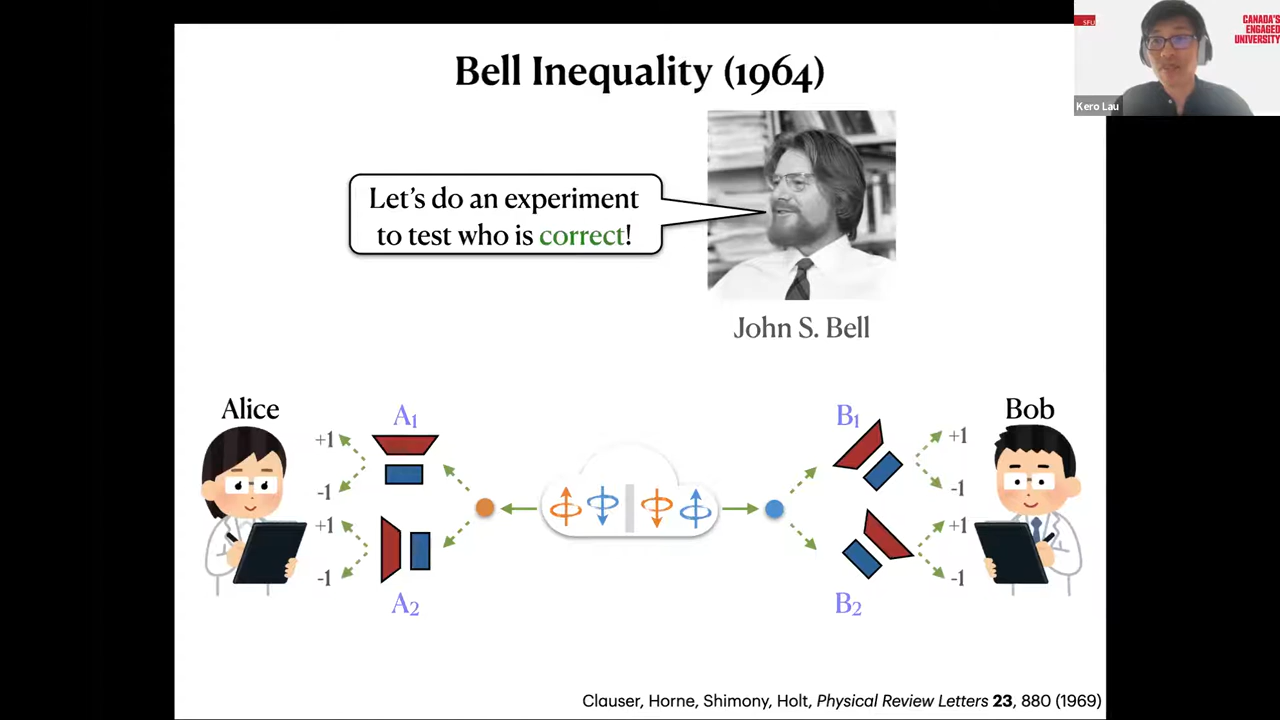 Bell Inequality (1964)
SFU
CANADA'S
ENGAGED
UNIVERSITY
Kero Lau
Let's do an experiment
to test who is correct!
John S. Bell
Alice
A₁
B₁
Bob
+1
-1
+1
-1
+1
-1
+1
-1
A₂
B₂
Clauser, Horne, Shimony, Holt, Physical Review Letters 23, 880 (1969)